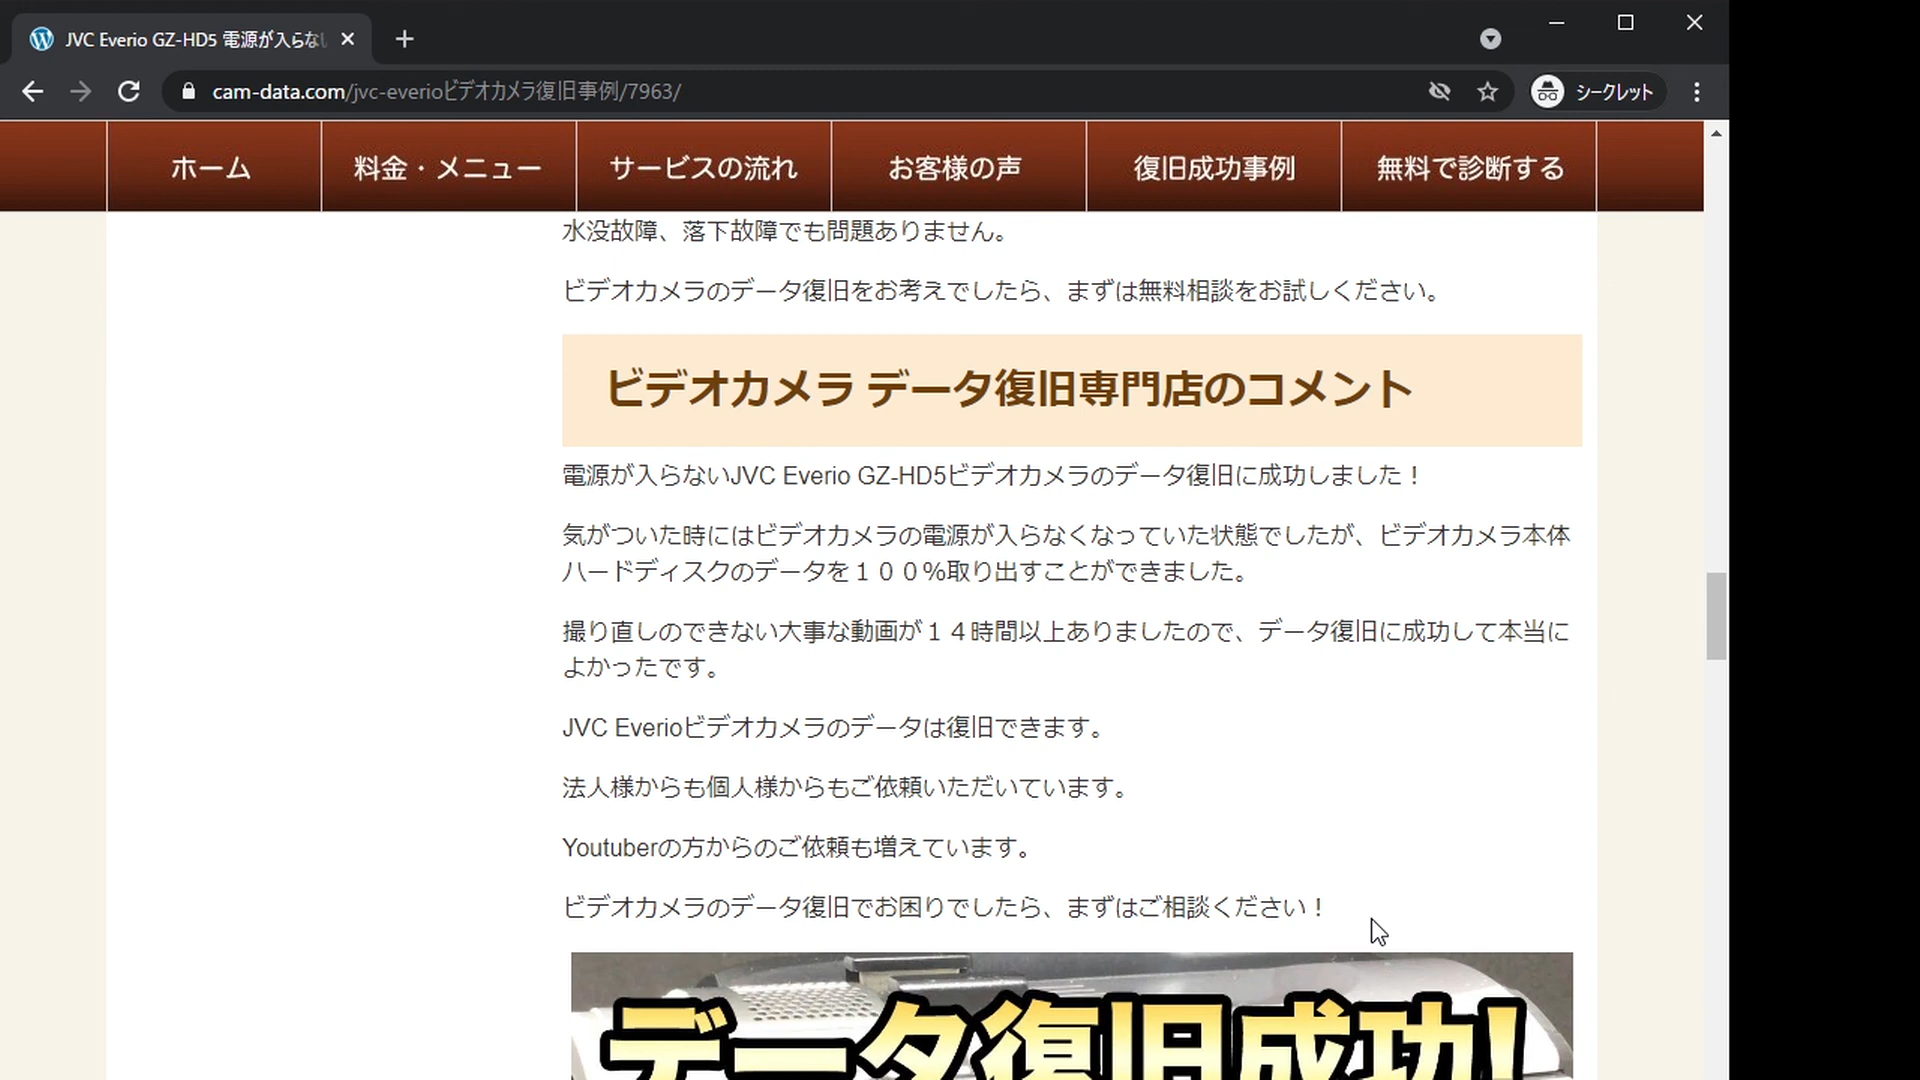 JVC Everio GZ-HD5 電源が入らな
cam-data.com/jvc-everioビデオカメラ復旧事例/7963/
シークレット
ホーム
料金・メニュー
サービスの流れ
お客様の声
復旧成功事例
無料で診断する
水没故障、落下故障でも問題ありません。
ビデオカメラのデータ復旧をお考えでしたら、まずは無料相談をお試しください。
ビデオカメラ データ復旧専門店のコメント
電源が入らないJVC Everio GZ-HD5ビデオカメラのデータ復旧に成功しました！
気がついた時にはビデオカメラの電源が入らなくなっていた状態でしたが、ビデオカメラ本体
ハードディスクのデータを１００％取り出すことができました。
撮り直しのできない大事な動画が１４時間以上ありましたので、データ復旧に成功して本当に
よかったです。
JVC Everioビデオカメラのデータは復旧できます。
法人様からも個人様からもご依頼いただいています。
Youtuberの方からのご依頼も増えています。
ビデオカメラのデータ復旧でお困りでしたら、まずはご相談ください！
データ復旧成功!